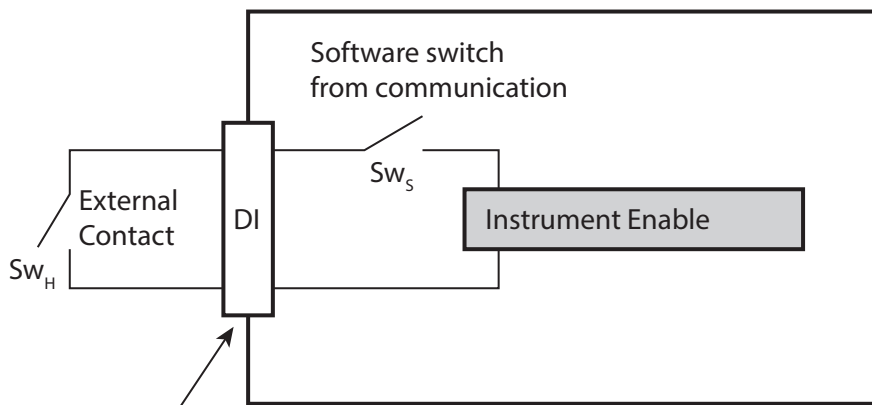 Software switch
from communication
Sw_S
External
Contact
DI
Instrument Enable
Sw_H